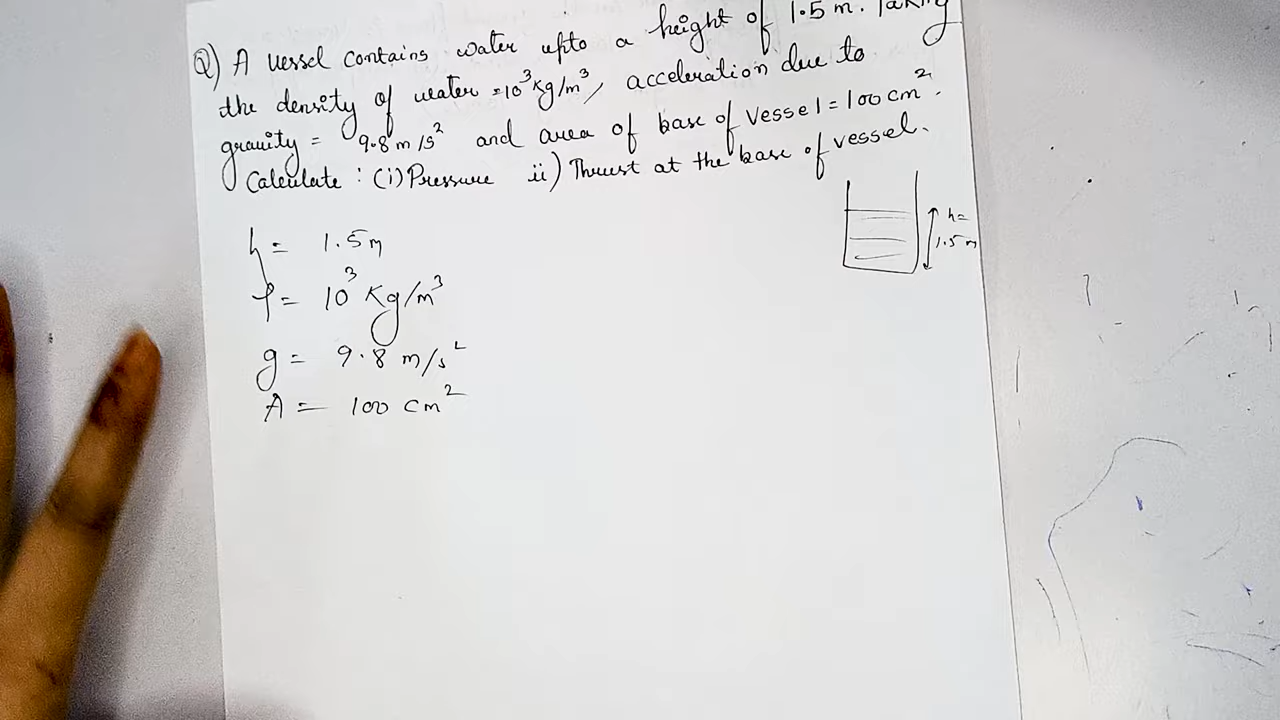 Q) A vessel contains water upto a height of 1.5 m. Taking
the density of water = 10³ kg/m³, acceleration due to
gravity = 9.8 m/s² and area of base of vessel = 100 cm².
Calculate : (i) Pressure ii) Thrust at the base of vessel.
h =
1.5 m
h = 1.5 m
ρ = 10³ Kg/m³
g = 9.8 m/s²
A = 100 cm²